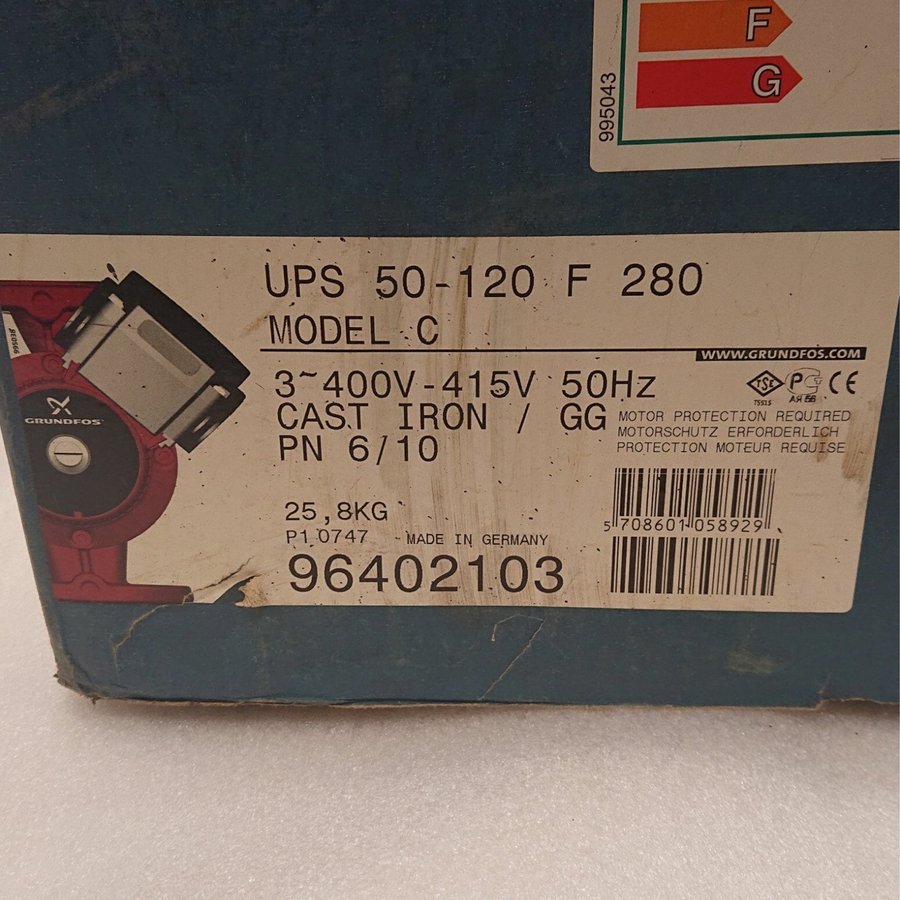 F
G
995043
UPS 50-120 F 280
MODEL C
WWW.GRUNDFOS.COM
3~400V-415V 50Hz
CAST IRON / GG
PN 6/10
TSE
CE
MOTOR PROTECTION REQUIRED
MOTORSCHUTZ ERFORDERLICH
PROTECTION MOTEUR REQUISE
GRUNDFOS
25,8KG
P1 0747 MADE IN GERMANY
96402103
5 708601 058929